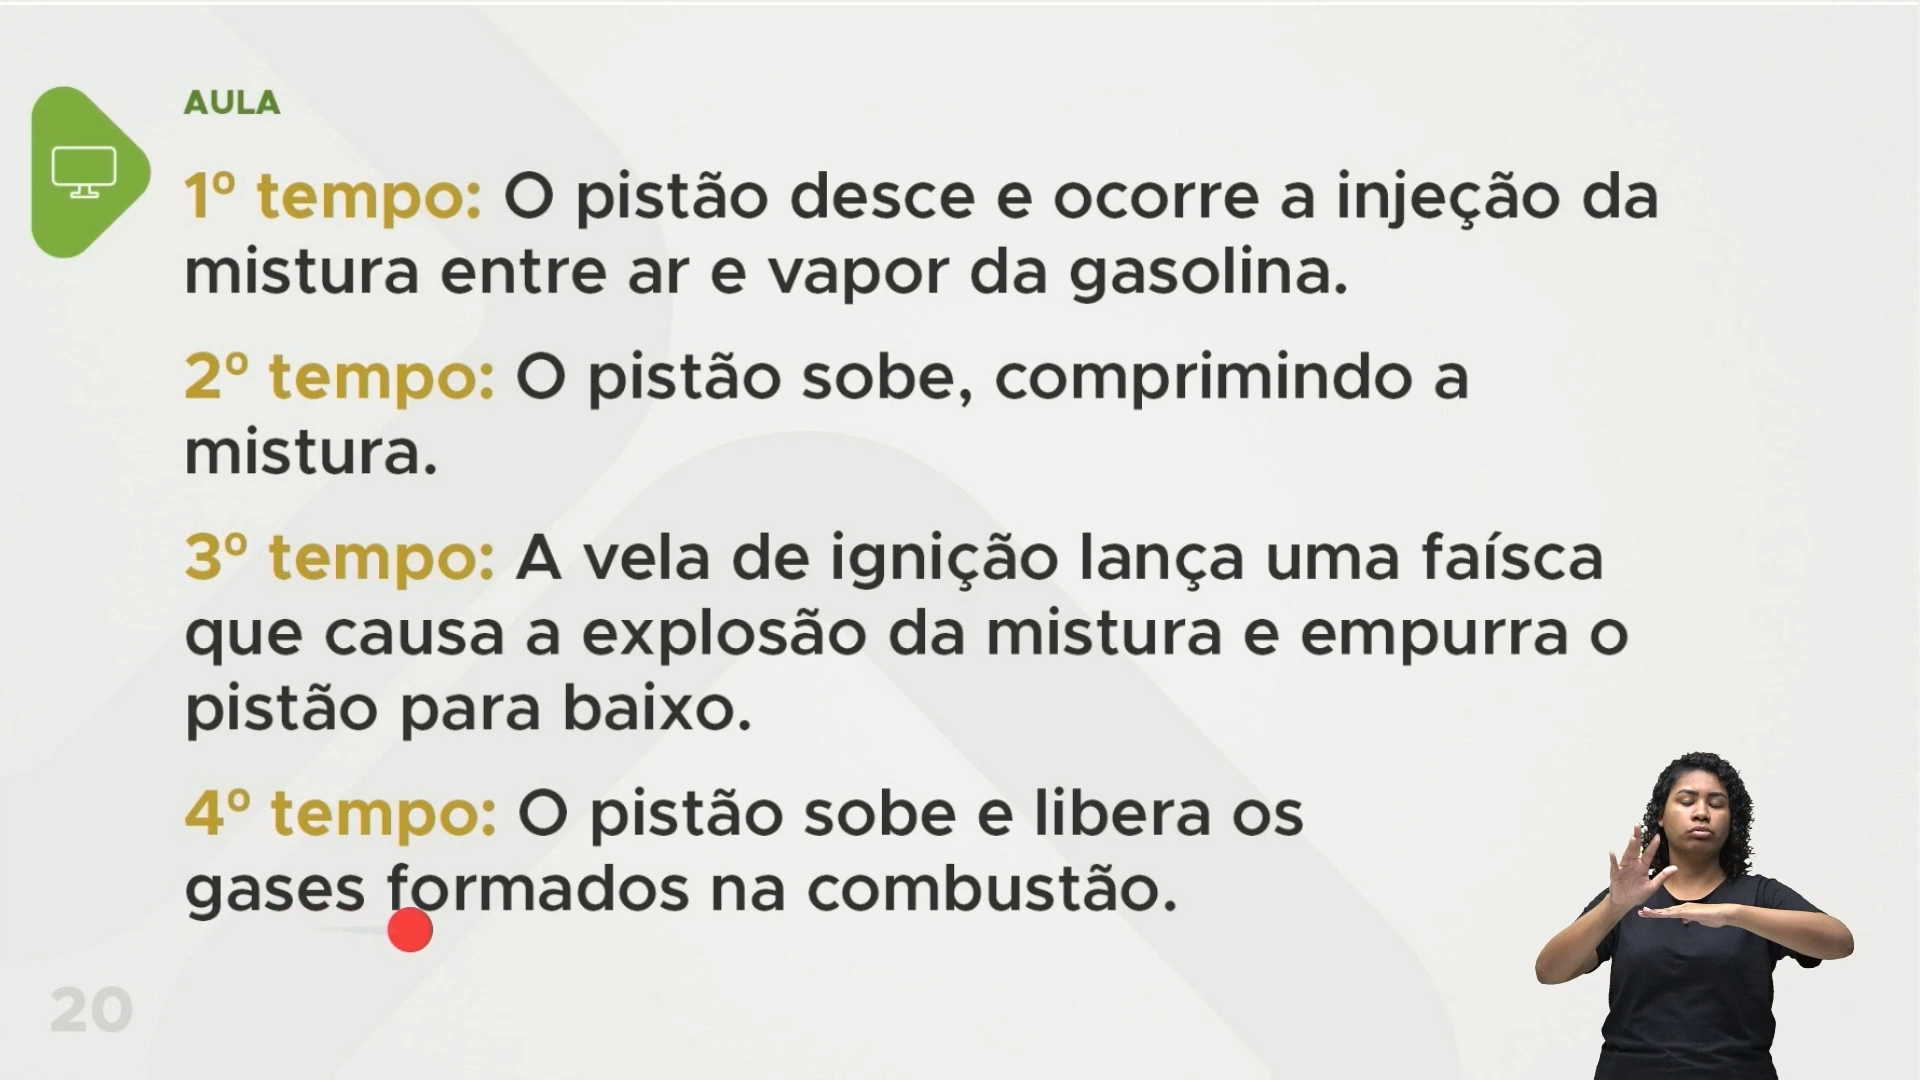 AULA
1º tempo: O pistão desce e ocorre a injeção da
mistura entre ar e vapor da gasolina.
2º tempo: O pistão sobe, comprimindo a
mistura.
3º tempo: A vela de ignição lança uma faísca
que causa a explosão da mistura e empurra o
pistão para baixo.
4º tempo: O pistão sobe e libera os
gases formados na combustão.
20